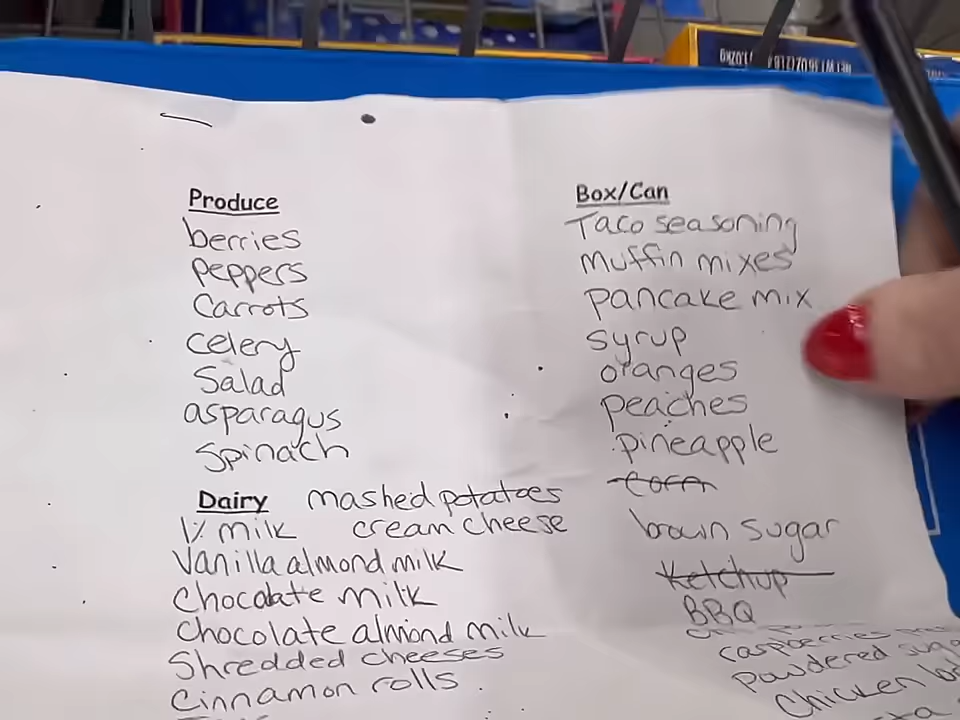 Produce
berries
peppers
Carrots
celery
Salad
asparagus
Spinach
Dairy mashed potatoes
1% milk cream cheese
Vanilla almond milk
Chocolate milk
Chocolate almond milk
Shredded cheeses
Cinnamon rolls
Box/Can
Taco seasoning
Muffin mixes
pancake mix
syrup
oranges
peaches
pineapple
Corn
brown sugar
Ketchup
BBQ
raspberries
Powdered
Chicken